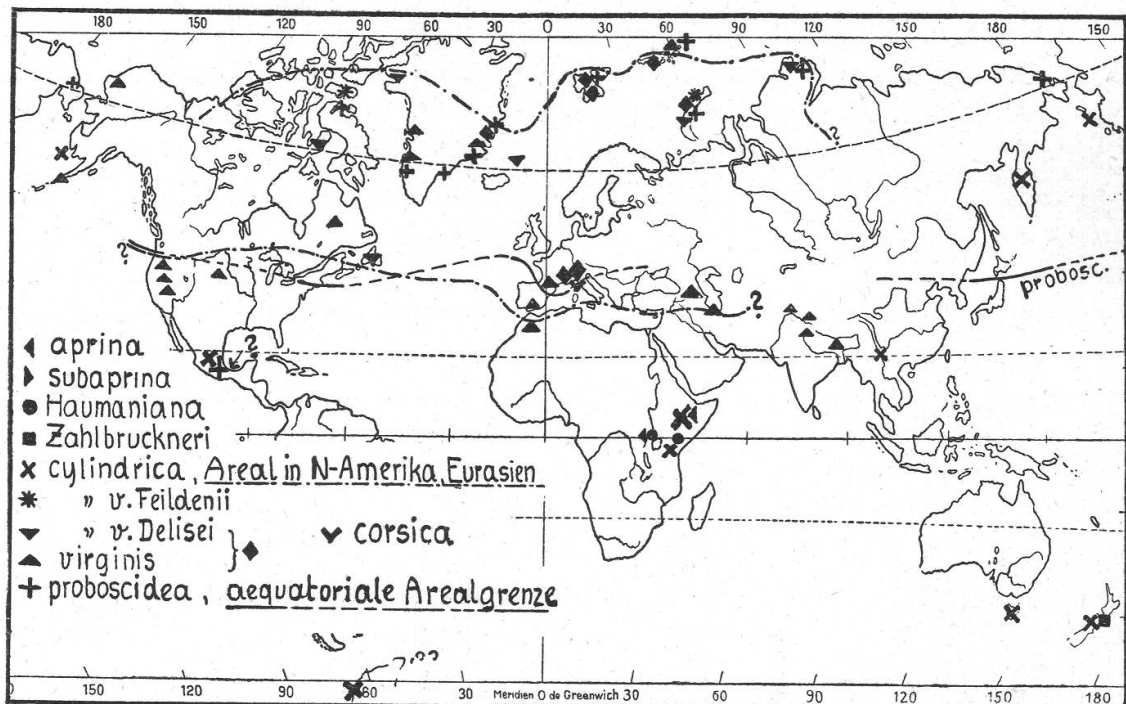 180 150 120 90 60 30 0 30 60 90 120 150 180 150
?
?
?
probosc.
?
aprina
subaprina
Haumaniana
Zahlbruckneri
cylindrica, Areal in N-Amerika, Eurasien
" v. Feildenii
" v. Delisei
corsica
virginis
proboscidea, aequatoriale Arealgrenze
150 120 90 60 30 Meridien 0 de Greenwich 30 60 90 120 150 180 150